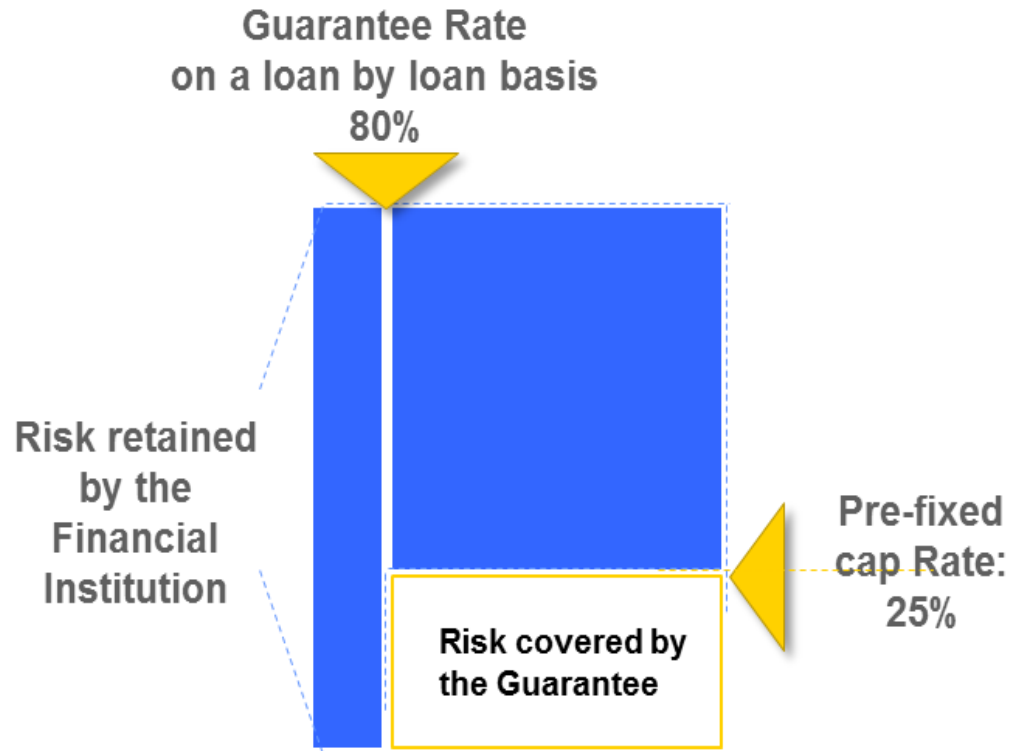 Guarantee Rate
on a loan by loan basis
80%
Risk retained
by the
Financial
Institution
Pre-fixed
cap Rate:
25%
Risk covered by
the Guarantee